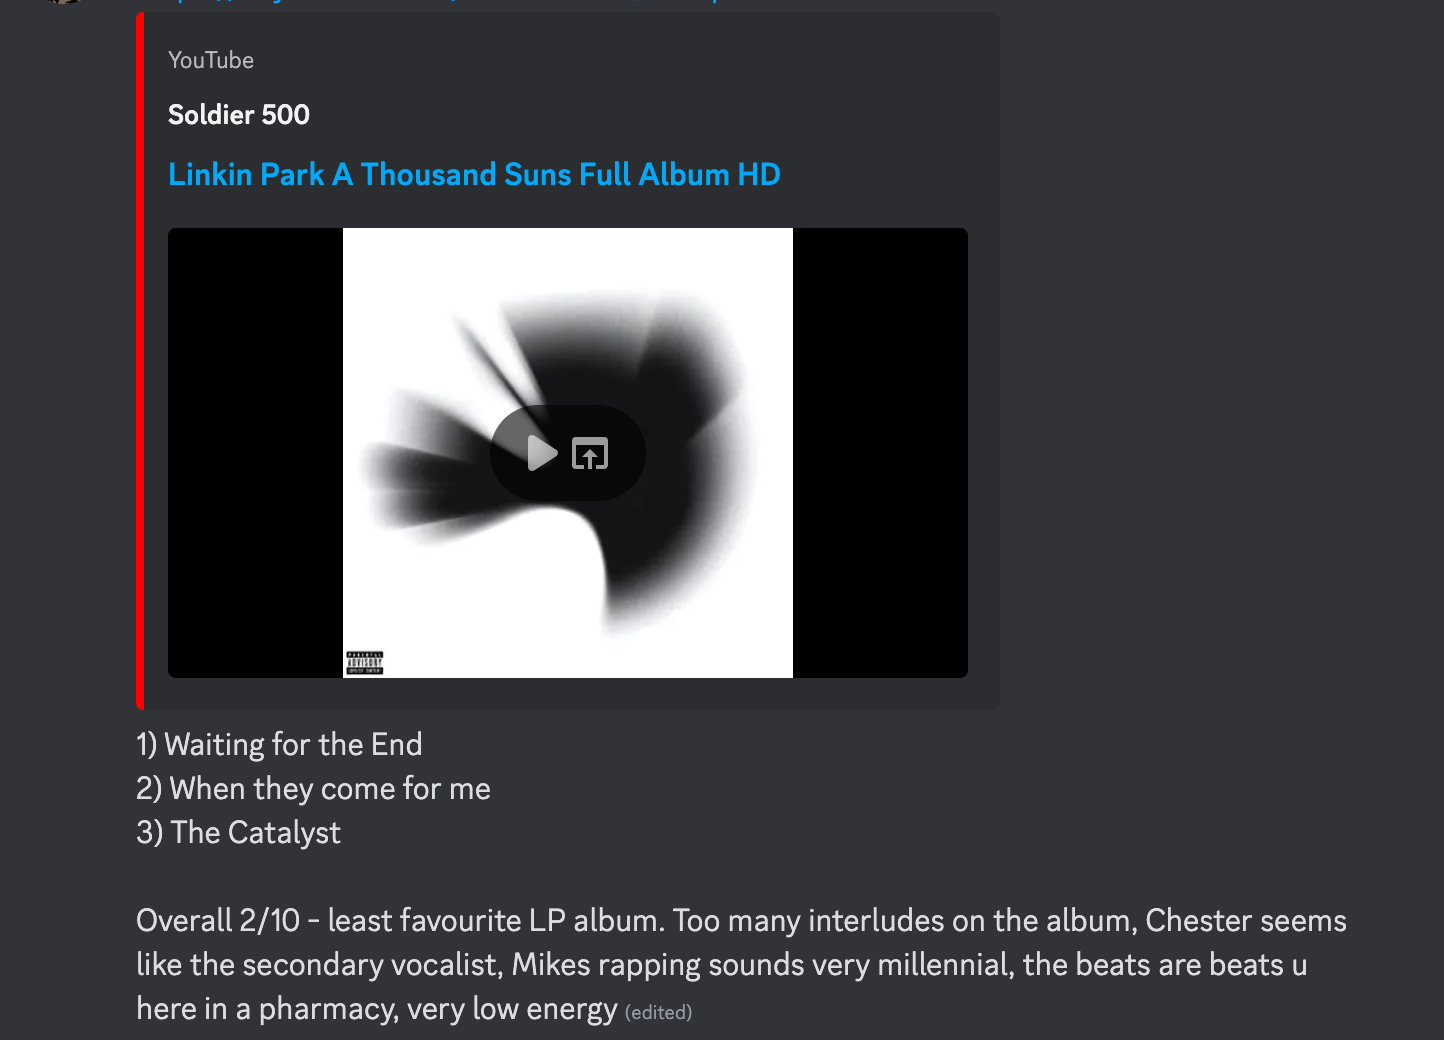 YouTube
Soldier 500
Linkin Park A Thousand Suns Full Album HD
PARENTAL
ADVISORY
EXPLICIT CONTENT
1) Waiting for the End
2) When they come for me
3) The Catalyst
Overall 2/10 - least favourite LP album. Too many interludes on the album, Chester seems
like the secondary vocalist, Mikes rapping sounds very millennial, the beats are beats u
here in a pharmacy, very low energy (edited)